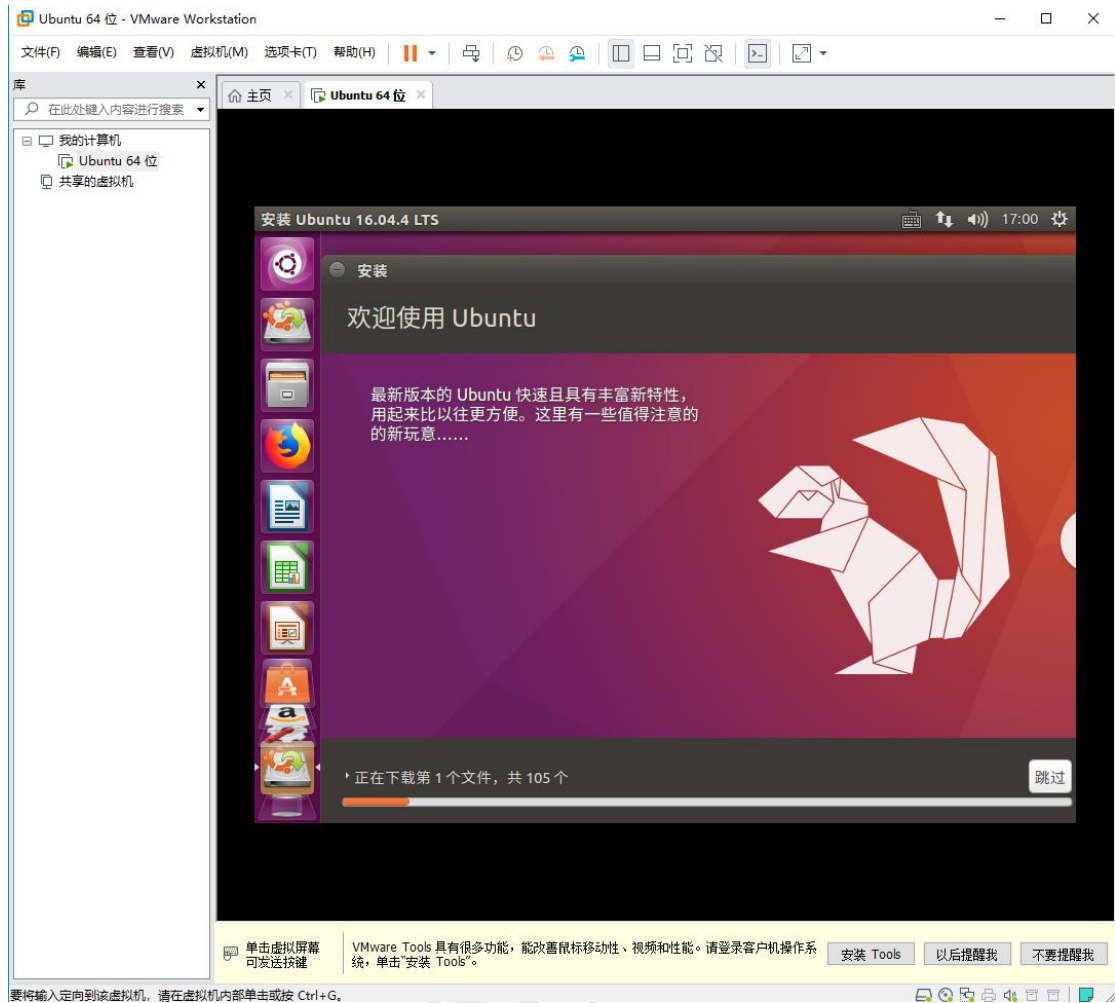 Ubuntu 64 位 - VMware Workstation
文件(F) 编辑(E) 查看(V) 虚拟机(M) 选项卡(T) 帮助(H)
库
在此处键入内容进行搜索
我的计算机
Ubuntu 64 位
共享的虚拟机
主页
Ubuntu 64 位
安装 Ubuntu 16.04.4 LTS
17:00
安装
欢迎使用 Ubuntu
最新版本的 Ubuntu 快速且具有丰富新特性，
用起来比以往更方便。这里有一些值得注意的
的新玩意……
正在下载第 1 个文件，共 105 个
跳过
单击虚拟屏幕
可发送按键
VMware Tools 具有很多功能，能改善鼠标移动性、视频和性能。请登录客户机操作系
统，单击"安装 Tools"。
安装 Tools
以后提醒我
不要提醒我
要将输入定向到该虚拟机，请在虚拟机内部单击或按 Ctrl+G。